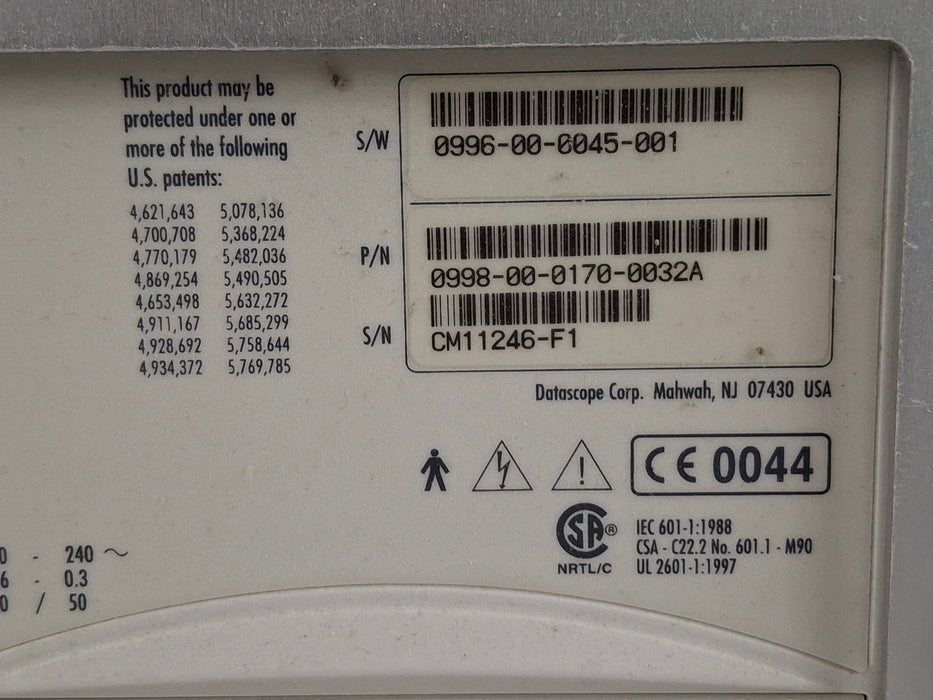 This product may be
protected under one or
more of the following
U.S. patents:
4,621,643 5,078,136
4,700,708 5,368,224
4,770,179 5,482,036
4,869,254 5,490,505
4,653,498 5,632,272
4,911,167 5,685,299
4,928,692 5,758,644
4,934,372 5,769,785
S/W
0996-00-0045-001
P/N
0998-00-0170-0032A
S/N
CM11246-F1
Datascope Corp. Mahwah, NJ 07430 USA
CE 0044
CSA®
NRTL/C
IEC 601-1:1988
CSA - C22.2 No. 601.1 - M90
UL 2601-1:1997
0 - 240 ~
6 - 0.3
0 / 50